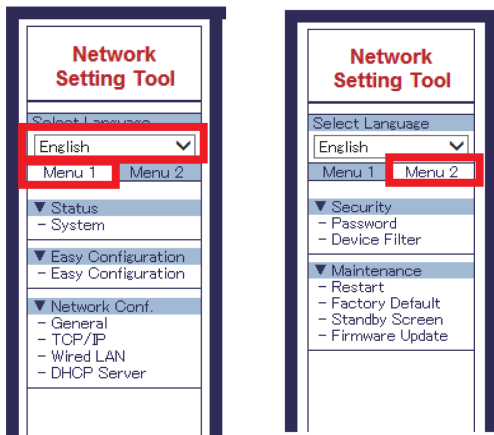 Network
Setting Tool
Select Language
English
Menu 1 Menu 2
▼ Status
- System
▼ Easy Configuration
- Easy Configuration
▼ Network Conf.
- General
- TCP/IP
- Wired LAN
- DHCP Server
Network
Setting Tool
Select Language
English
Menu 1 Menu 2
▼ Security
- Password
- Device Filter
▼ Maintenance
- Restart
- Factory Default
- Standby Screen
- Firmware Update